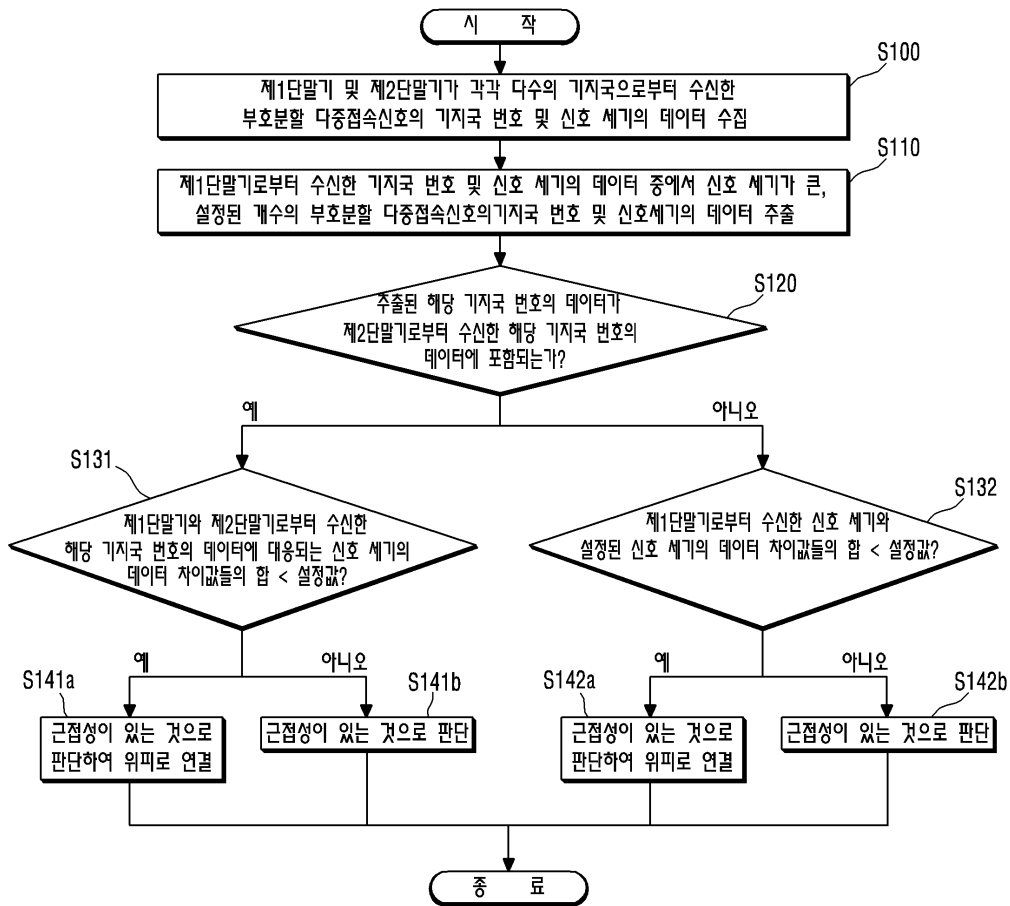 시 작
S100
제1단말기 및 제2단말기가 각각 다수의 기지국으로부터 수신한
부호분할 다중접속신호의 기지국 번호 및 신호 세기의 데이터 수집
S110
제1단말기로부터 수신한 기지국 번호 및 신호 세기의 데이터 중에서 신호 세기가 큰,
설정된 개수의 부호분할 다중접속신호의기지국 번호 및 신호세기의 데이터 추출
S120
추출된 해당 기지국 번호의 데이터가
제2단말기로부터 수신한 해당 기지국 번호의
데이터에 포함되는가?
예
아니오
S131
제1단말기와 제2단말기로부터 수신한
해당 기지국 번호의 데이터에 대응되는 신호 세기의
데이터 차이값들의 합 < 설정값?
S132
제1단말기로부터 수신한 신호 세기와
설정된 신호 세기의 데이터 차이값들의 합 < 설정값?
예
아니오
예
아니오
S141a
근접성이 있는 것으로
판단하여 위피로 연결
S141b
근접성이 있는 것으로 판단
S142a
근접성이 있는 것으로
판단하여 위피로 연결
S142b
근접성이 있는 것으로 판단
종 료